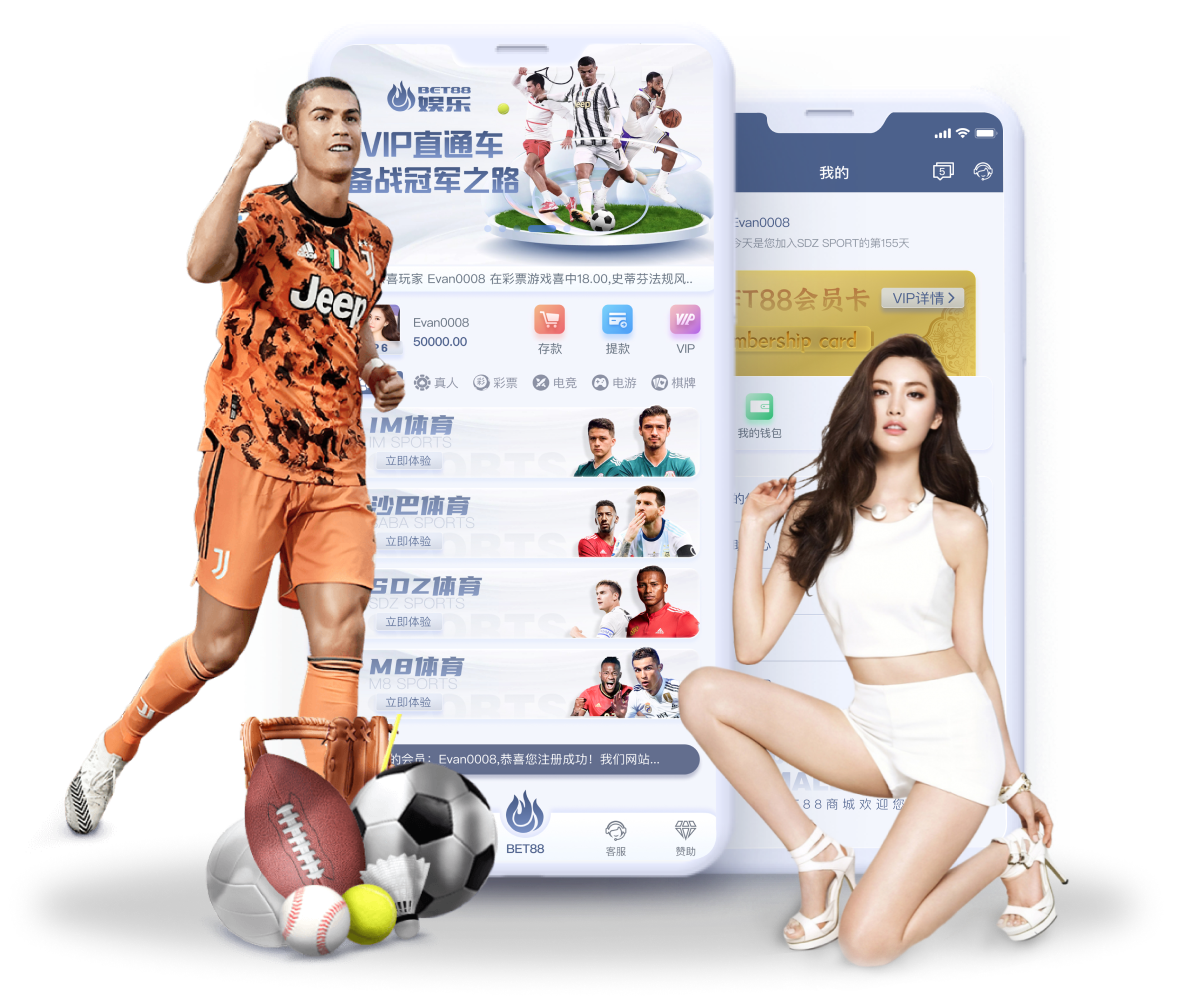 BET88
娱乐
VIP直通车
备战冠军之路
Jeep
喜玩家 Evan0008 在彩票游戏喜中18.00,史蒂芬法规风..
Evan0008
50000.00
6
存款
提款
VIP
VIP
真人
彩票
电竞
电游
棋牌
IM体育
IM SPORTS
立即体验
沙巴体育
SABA SPORTS
立即体验
SDZ体育
SDZ SPORTS
立即体验
M8体育
M8 SPORTS
立即体验
的会员：Evan0008,恭喜您注册成功！我们网站...
BET88
客服
赞助
Jeep
我的
5
Evan0008
今天是您加入SDZ SPORT的第155天
ET88会员卡
VIP详情
mbership card
我的钱包
心
MALL
88商城欢迎您